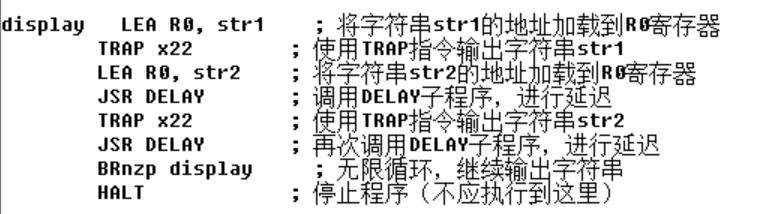 display   LEA R0, str1    ; 将字符串str1的地址加载到R0寄存器
        TRAP x22        ; 使用TRAP指令输出字符串str1
        LEA R0, str2    ; 将字符串str2的地址加载到R0寄存器
        JSR DELAY       ; 调用DELAY子程序，进行延迟
        TRAP x22        ; 使用TRAP指令输出字符串str2
        JSR DELAY       ; 再次调用DELAY子程序，进行延迟
        BRnzp display     ; 无限循环，继续输出字符串
        HALT            ; 停止程序（不应执行到这里）